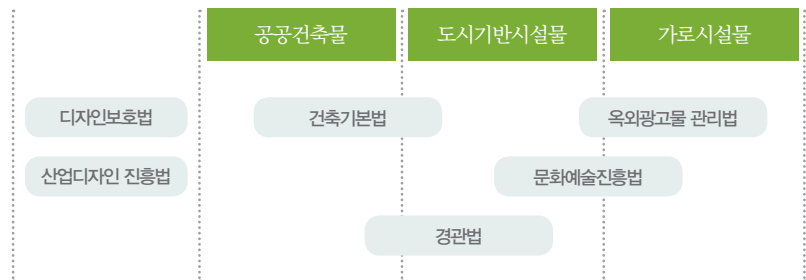 공공건축물
도시기반시설물
가로시설물
디자인보호법
건축기본법
옥외광고물 관리법
산업디자인 진흥법
문화예술진흥법
경관법